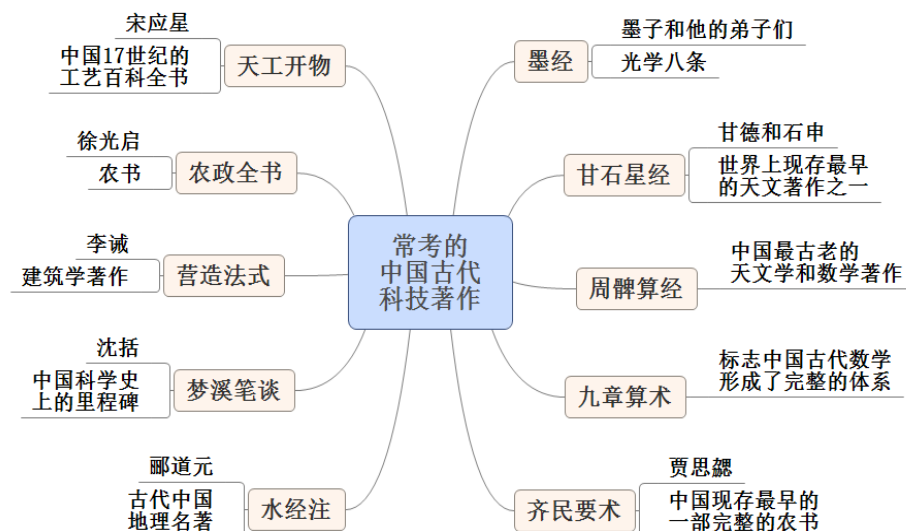 宋应星
中国17世纪的
工艺百科全书
天工开物
徐光启
农书
农政全书
李诫
建筑学著作
营造法式
沈括
中国科学史
上的里程碑
梦溪笔谈
郦道元
古代中国
地理名著
水经注
常考的
中国古代
科技著作
墨经
墨子和他的弟子们
光学八条
甘石星经
甘德和石申
世界上现存最早
的天文著作之一
周髀算经
中国最古老的
天文学和数学著作
九章算术
标志中国古代数学
形成了完整的体系
齐民要术
贾思勰
中国现存最早的
一部完整的农书